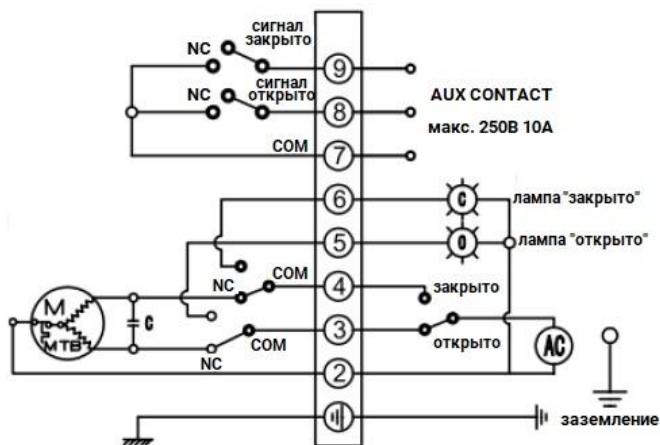 сигнал
закрыто
NC
9
сигнал
открыто
NC
8
AUX CONTACT
макс. 250В 10А
COM
7
6
C
лампа "закрыто"
5
O
лампа "открыто"
COM
NC
4
закрыто
M
C
МТВ
3
COM
открыто
AC
NC
2
заземление